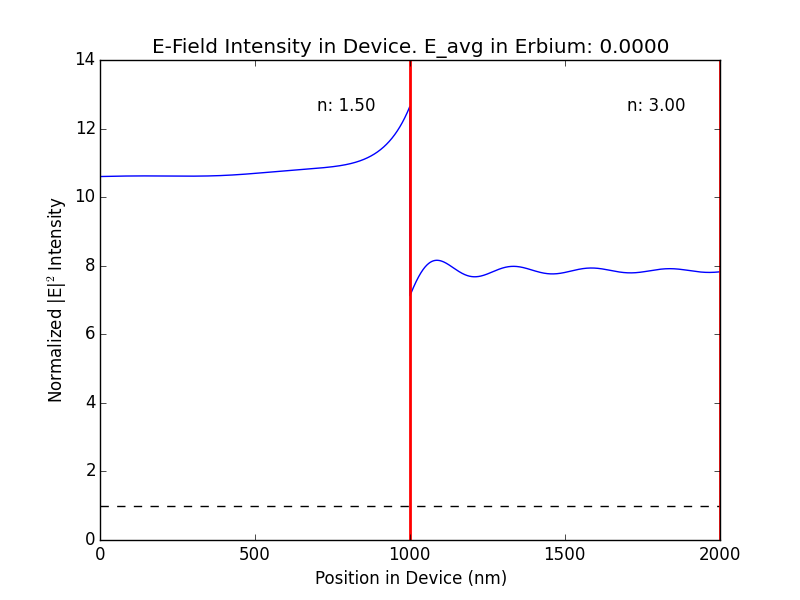 E-Field Intensity in Device. E_avg in Erbium: 0.0000
14
12
10
8
6
4
2
0
n: 1.50
n: 3.00
Normalized |E|² Intensity
0 500 1000 1500 2000
Position in Device (nm)